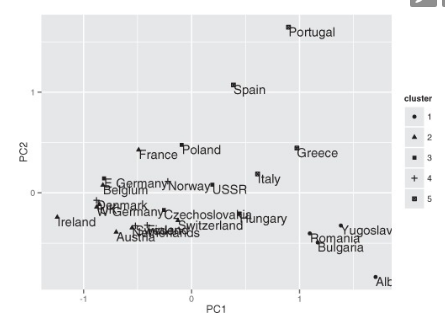 Portugal
Spain
cluster
1
1
France
Poland
Greece
2
PC2
3
E Germany
Norway
Italy
4
Belgium
USSR
5
0
Denmark
W Germany
Czechoslovakia
Hungary
Ireland
Switzerland
Yugoslav
Austria
Romania
Bulgaria
Alb
-1
0
1
PC1